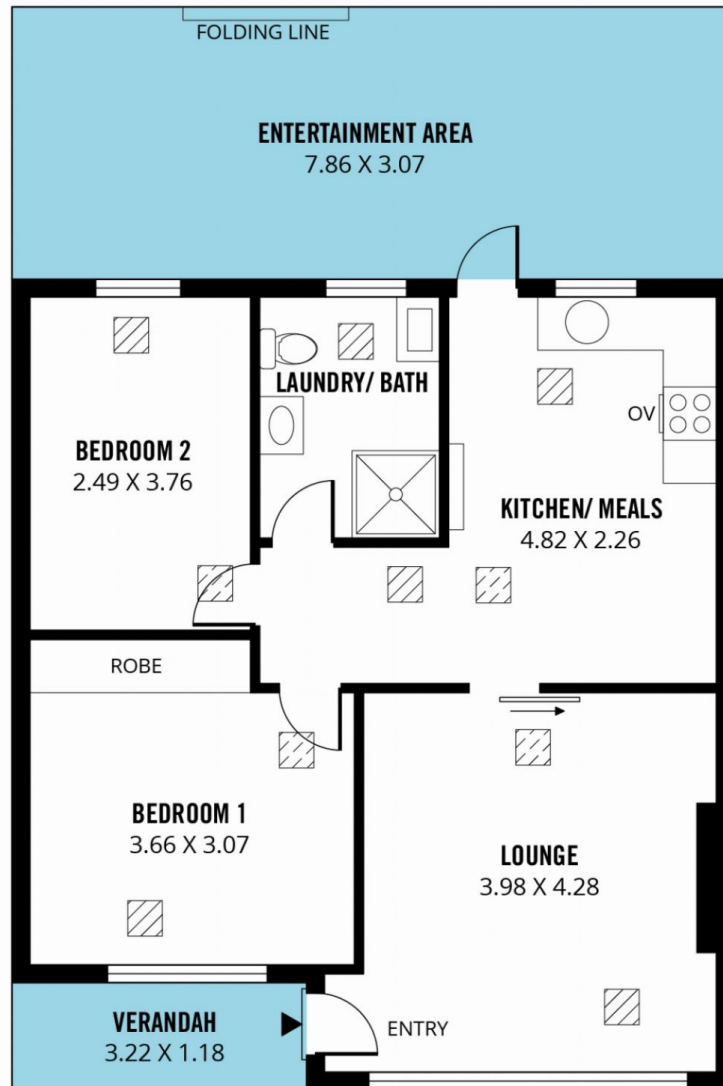 FOLDING LINE
ENTERTAINMENT AREA
7.86 X 3.07
LAUNDRY/ BATH
OV
BEDROOM 2
2.49 X 3.76
KITCHEN/ MEALS
4.82 X 2.26
ROBE
BEDROOM 1
3.66 X 3.07
LOUNGE
3.98 X 4.28
VERANDAH
3.22 X 1.18
ENTRY